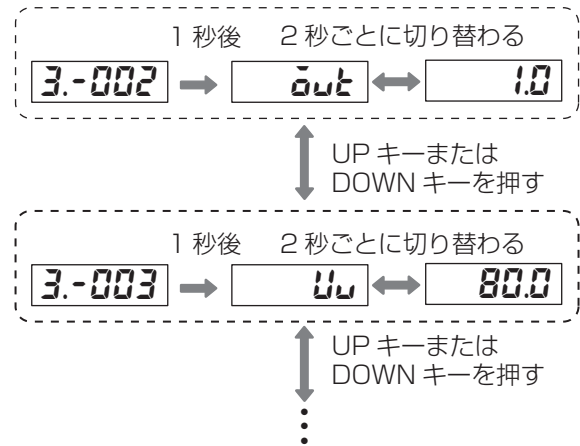 1 秒後 2 秒ごとに切り替わる
3.-002 out 1.0
UP キーまたは
DOWN キーを押す
1 秒後 2 秒ごとに切り替わる
3.-003 Uu 80.0
UP キーまたは
DOWN キーを押す